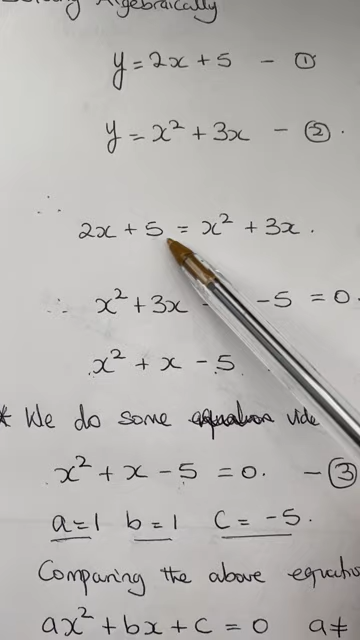 Algebraically
y = 2x + 5 - ①
y = x² + 3x - ②.
∴
2x + 5 = x² + 3x.
∴ x² + 3x - 5 = 0.
x² + x - 5
* We do some
x² + x - 5 = 0. - ③
a = 1 b = 1 c = -5.
Comparing the above
ax² + bx + c = 0 a ≠